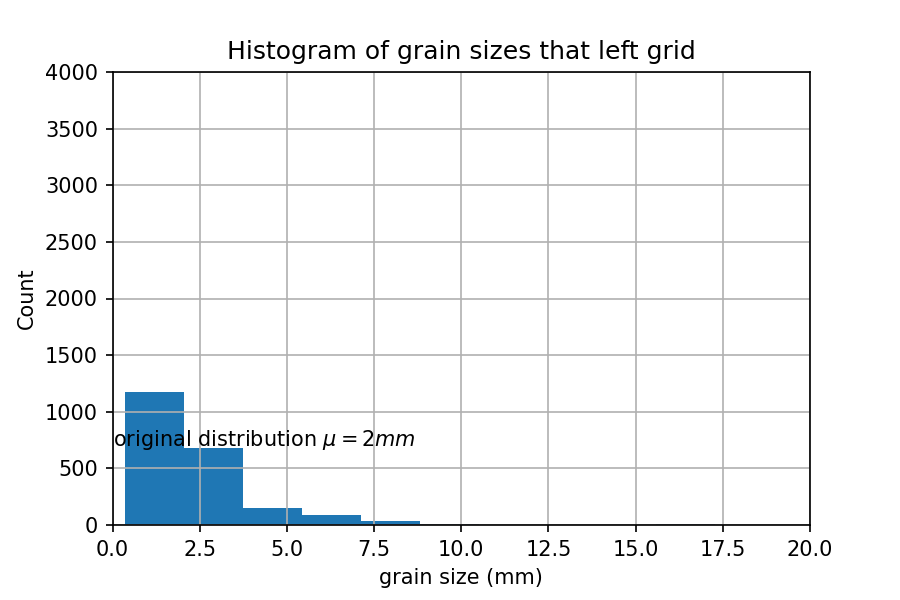 Histogram of grain sizes that left grid
4000
3500
3000
2500
2000
1500
1000
500
0
Count
original distribution μ = 2mm
0.0 2.5 5.0 7.5 10.0 12.5 15.0 17.5 20.0
grain size (mm)